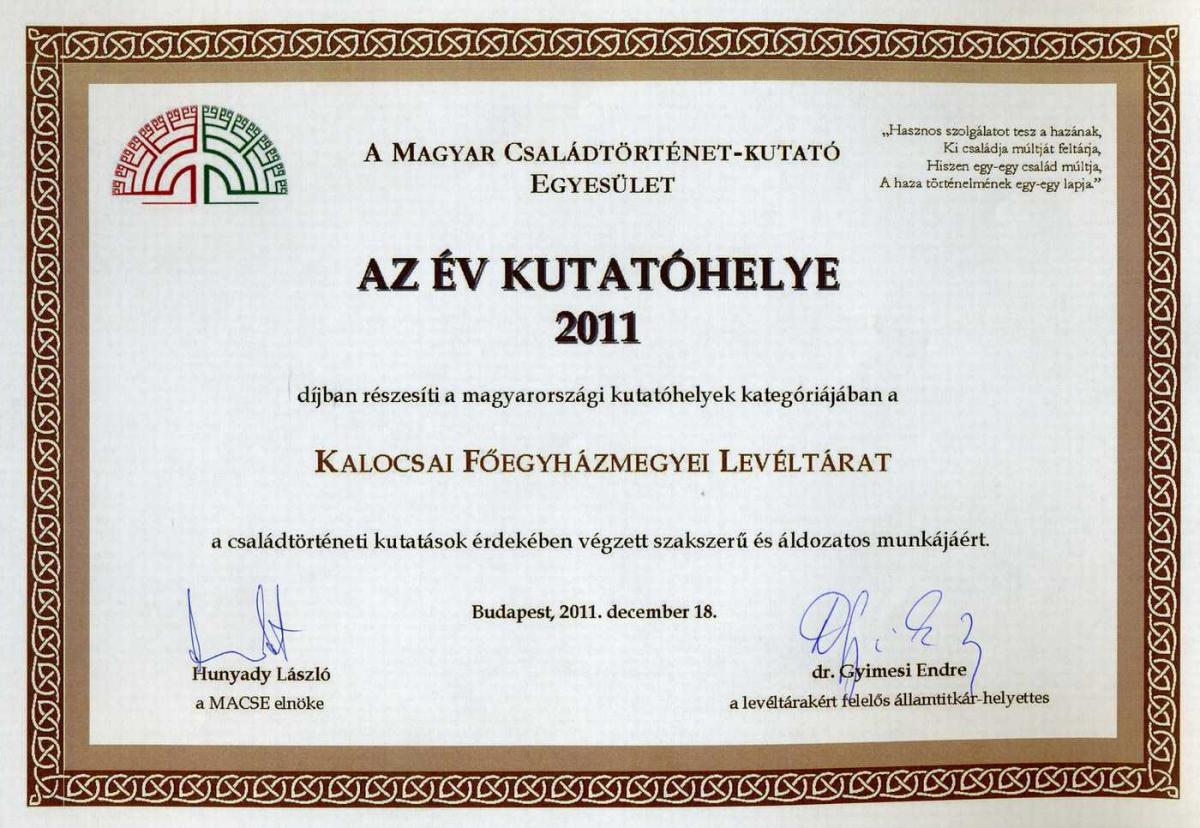 A Magyar Családtörténet-kutató
Egyesület
„Hasznos szolgálatot tesz a hazának,
Ki családja múltját feltárja,
Hiszen egy-egy család múltja,
A haza történelmének egy-egy lapja.”
AZ ÉV KUTATÓHELYE
2011
díjban részesíti a magyarországi kutatóhelyek kategóriájában a
Kalocsai Főegyházmegyei Levéltárat
a családtörténeti kutatások érdekében végzett szakszerű és áldozatos munkájáért.
Budapest, 2011. december 18.
Hunyady László
a MACSE elnöke
dr. Gyimesi Endre
a levéltárakért felelős államtitkár-helyettes